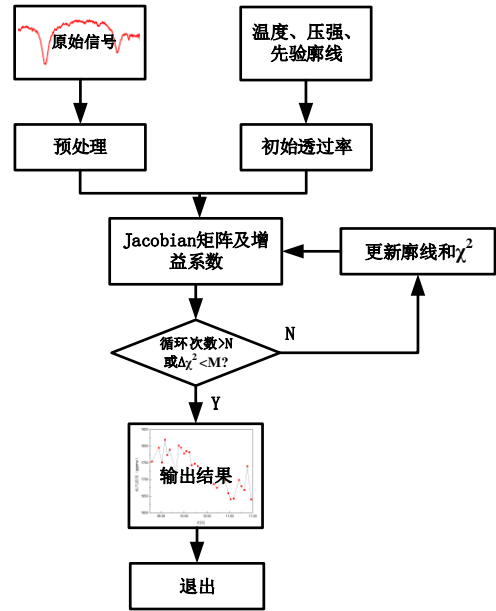 原始信号
温度、压强、
先验廓线
预处理
初始透过率
Jacobian矩阵及增
益系数
更新廓线和χ²
循环次数>N
或Δχ²<M?
N
Y
输出结果
退出